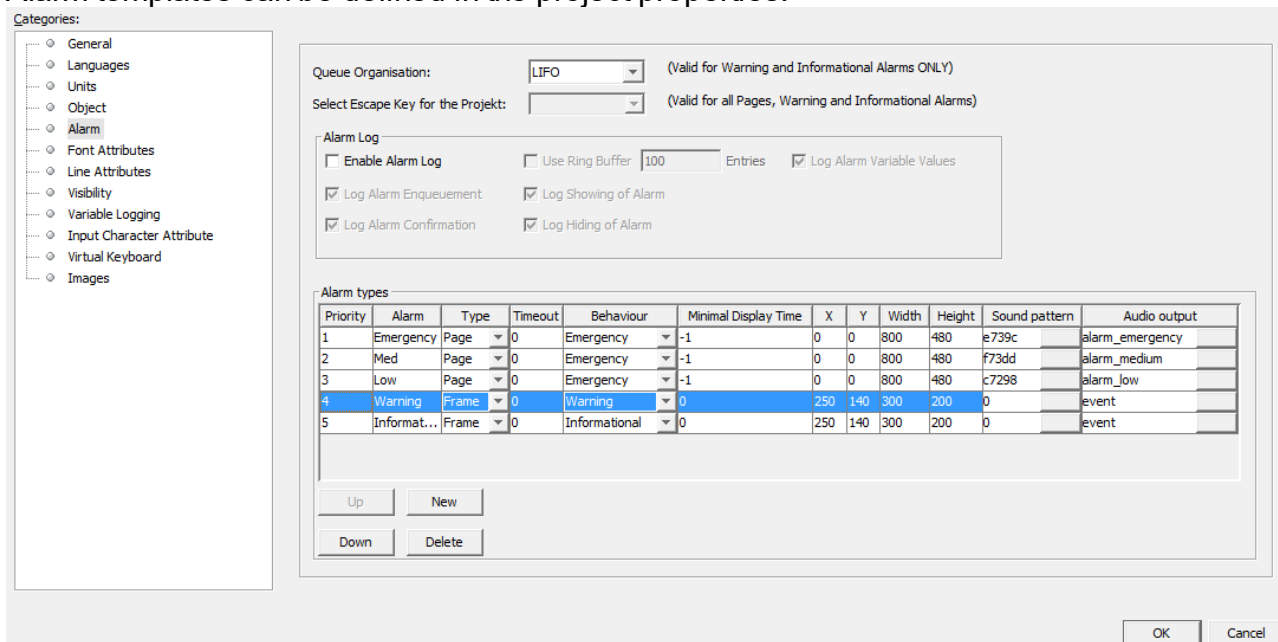 Alarm templates can be defined in the project properties.
Categories:
General
Languages
Units
Object
Alarm
Font Attributes
Line Attributes
Visibility
Variable Logging
Input Character Attribute
Virtual Keyboard
Images
Queue Organisation: LIFO (Valid for Warning and Informational Alarms ONLY)
Select Escape Key for the Projekt: (Valid for all Pages, Warning and Informational Alarms)
Alarm Log
Enable Alarm Log Use Ring Buffer 100 Entries Log Alarm Variable Values
Log Alarm Enqueuement Log Showing of Alarm
Log Alarm Confirmation Log Hiding of Alarm
Alarm types
Priority Alarm Type Timeout Behaviour Minimal Display Time X Y Width Height Sound pattern Audio output
1 Emergency Page 0 Emergency -1 0 0 800 480 e739c alarm_emergency
2 Med Page 0 Emergency -1 0 0 800 480 f73dd alarm_medium
3 Low Page 0 Emergency -1 0 0 800 480 c7298 alarm_low
4 Warning Frame 0 Warning 0 250 140 300 200 0 event
5 Informat... Frame 0 Informational 0 250 140 300 200 0 event
Up New
Down Delete
OK Cancel